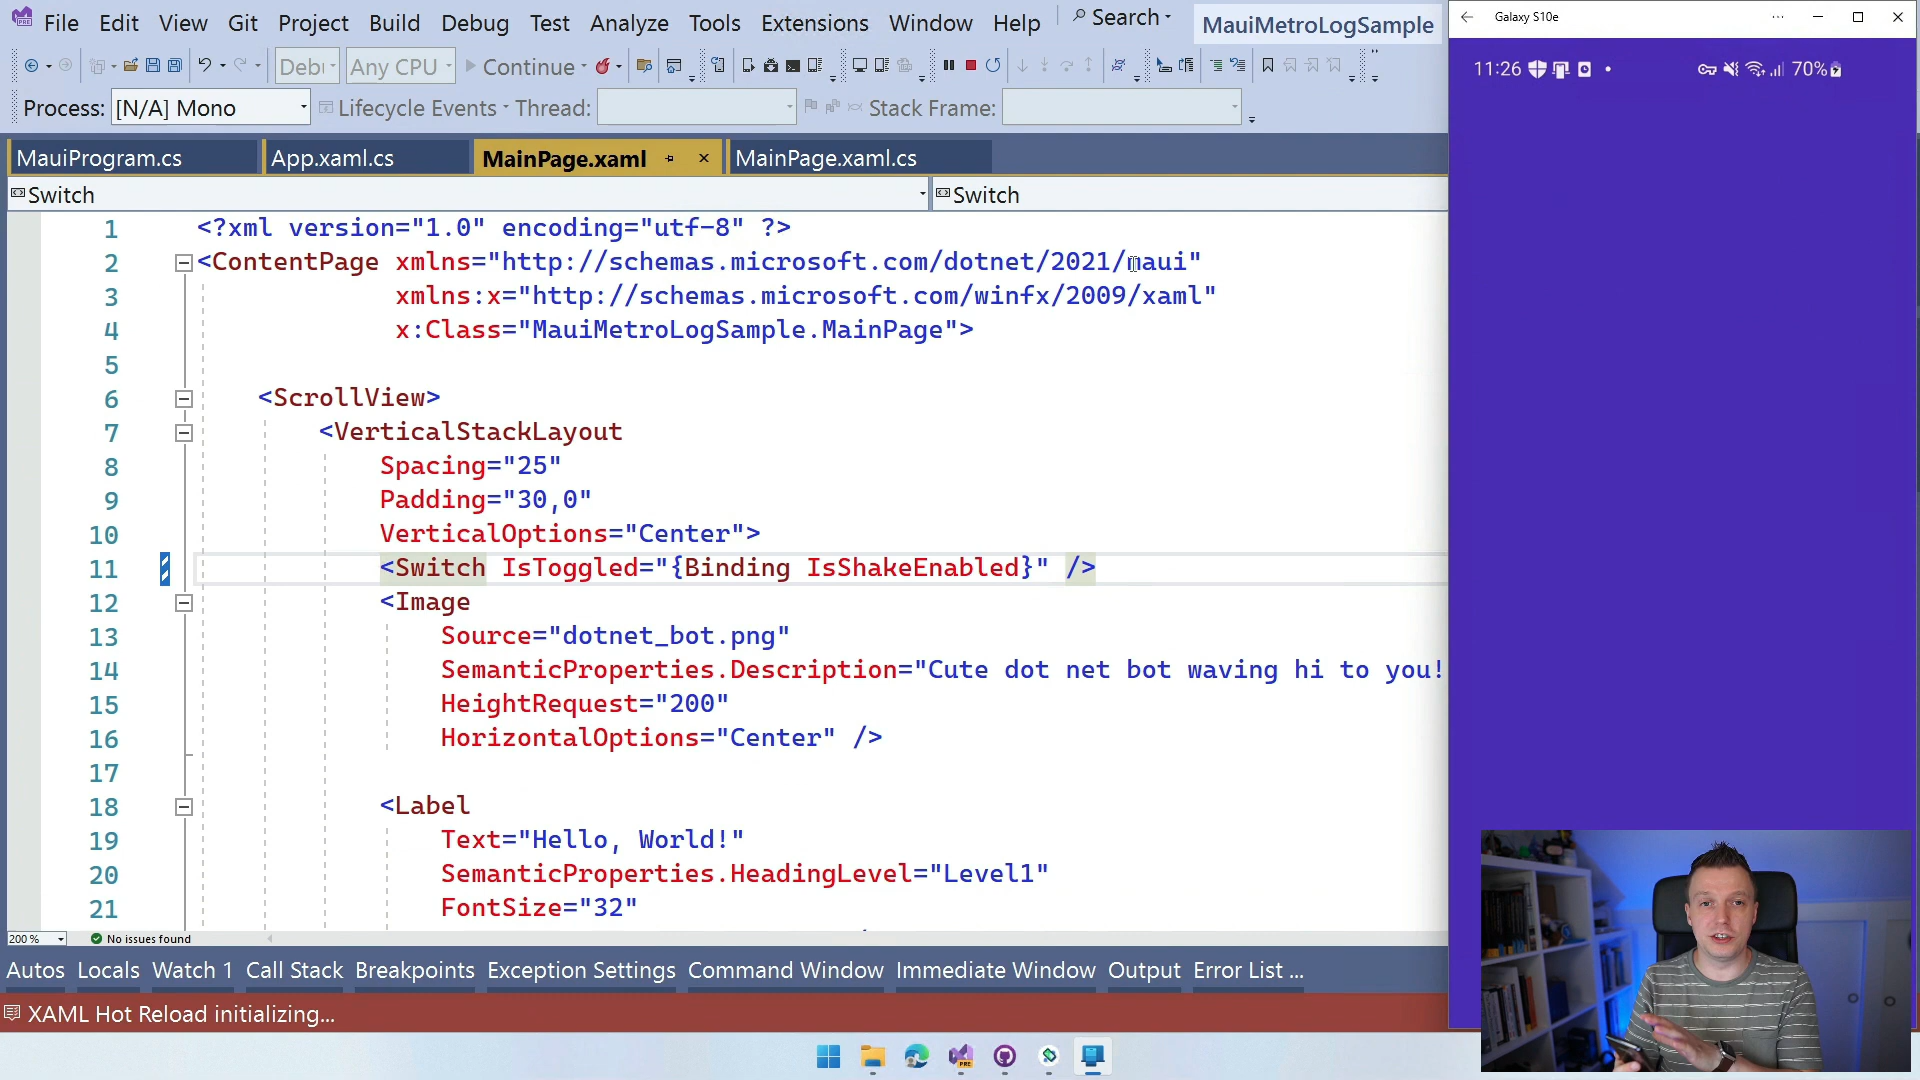 File Edit View Git Project Build Debug Test Analyze Tools Extensions Window Help Search MauiMetroLogSample
Any CPU Continue
Process: [N/A] Mono Lifecycle Events Thread: Stack Frame:
MauiProgram.cs App.xaml.cs MainPage.xaml MainPage.xaml.cs
Switch Switch
1 <?xml version="1.0" encoding="utf-8" ?>
2 <ContentPage xmlns="http://schemas.microsoft.com/dotnet/2021/maui"
3 xmlns:x="http://schemas.microsoft.com/winfx/2009/xaml"
4 x:Class="MauiMetroLogSample.MainPage">
5
6 <ScrollView>
7 <VerticalStackLayout
8 Spacing="25"
9 Padding="30,0"
10 VerticalOptions="Center">
11 <Switch IsToggled="{Binding IsShakeEnabled}" />
12 <Image
13 Source="dotnet_bot.png"
14 SemanticProperties.Description="Cute dot net bot waving hi to you!
15 HeightRequest="200"
16 HorizontalOptions="Center" />
17
18 <Label
19 Text="Hello, World!"
20 SemanticProperties.HeadingLevel="Level1"
21 FontSize="32"
200 % No issues found
Autos Locals Watch 1 Call Stack Breakpoints Exception Settings Command Window Immediate Window Output Error List ...
XAML Hot Reload initializing...
Galaxy S10e
11:26 70%
PRE